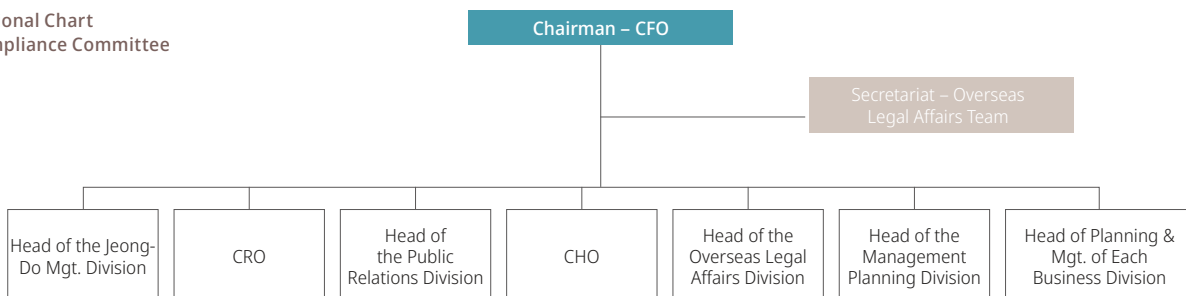 onal Chart
pliance Committee
Chairman – CFO
Secretariat – Overseas
Legal Affairs Team
Head of the Jeong-
Do Mgt. Division
CRO
Head of
the Public
Relations Division
CHO
Head of the
Overseas Legal
Affairs Division
Head of the
Management
Planning Division
Head of Planning &
Mgt. of Each
Business Division